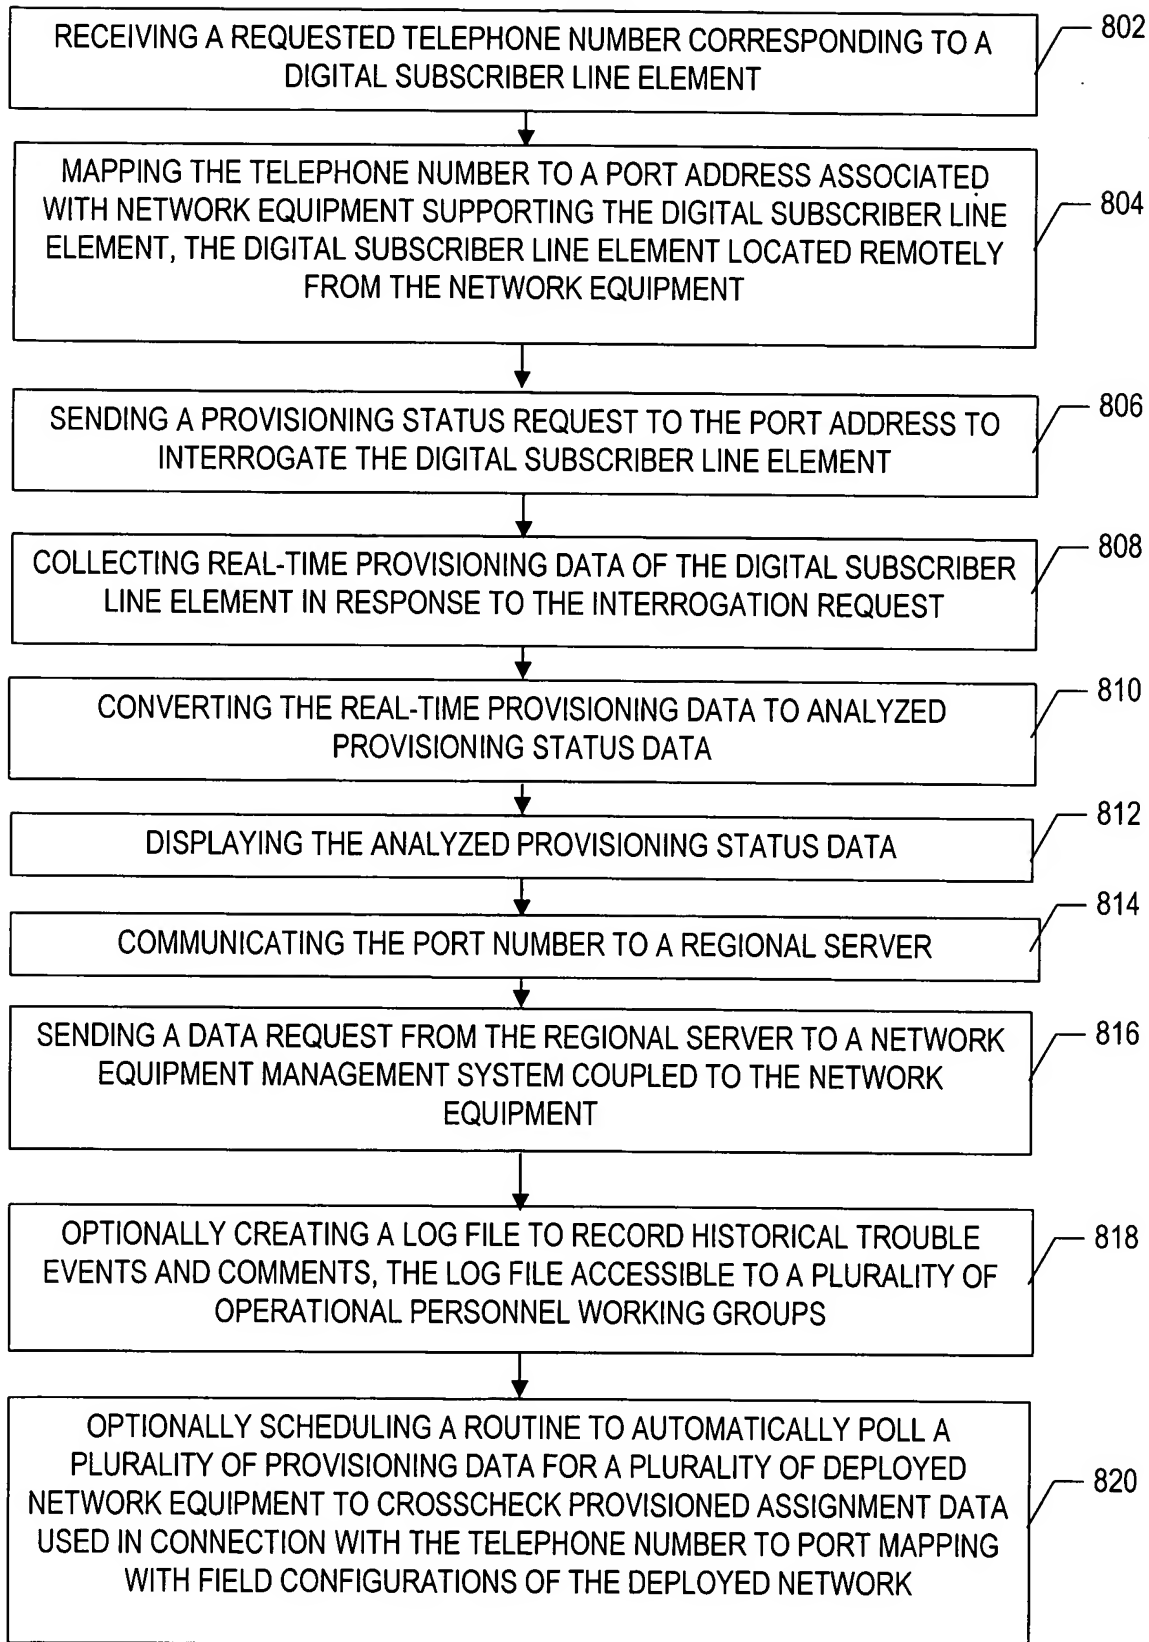 RECEIVING A REQUESTED TELEPHONE NUMBER CORRESPONDING TO A
DIGITAL SUBSCRIBER LINE ELEMENT
802
MAPPING THE TELEPHONE NUMBER TO A PORT ADDRESS ASSOCIATED
WITH NETWORK EQUIPMENT SUPPORTING THE DIGITAL SUBSCRIBER LINE
ELEMENT, THE DIGITAL SUBSCRIBER LINE ELEMENT LOCATED REMOTELY
FROM THE NETWORK EQUIPMENT
804
SENDING A PROVISIONING STATUS REQUEST TO THE PORT ADDRESS TO
INTERROGATE THE DIGITAL SUBSCRIBER LINE ELEMENT
806
COLLECTING REAL-TIME PROVISIONING DATA OF THE DIGITAL SUBSCRIBER
LINE ELEMENT IN RESPONSE TO THE INTERROGATION REQUEST
808
CONVERTING THE REAL-TIME PROVISIONING DATA TO ANALYZED
PROVISIONING STATUS DATA
810
DISPLAYING THE ANALYZED PROVISIONING STATUS DATA
812
COMMUNICATING THE PORT NUMBER TO A REGIONAL SERVER
814
SENDING A DATA REQUEST FROM THE REGIONAL SERVER TO A NETWORK
EQUIPMENT MANAGEMENT SYSTEM COUPLED TO THE NETWORK
EQUIPMENT
816
OPTIONALLY CREATING A LOG FILE TO RECORD HISTORICAL TROUBLE
EVENTS AND COMMENTS, THE LOG FILE ACCESSIBLE TO A PLURALITY OF
OPERATIONAL PERSONNEL WORKING GROUPS
818
OPTIONALLY SCHEDULING A ROUTINE TO AUTOMATICALLY POLL A
PLURALITY OF PROVISIONING DATA FOR A PLURALITY OF DEPLOYED
NETWORK EQUIPMENT TO CROSSCHECK PROVISIONED ASSIGNMENT DATA
USED IN CONNECTION WITH THE TELEPHONE NUMBER TO PORT MAPPING
WITH FIELD CONFIGURATIONS OF THE DEPLOYED NETWORK
820